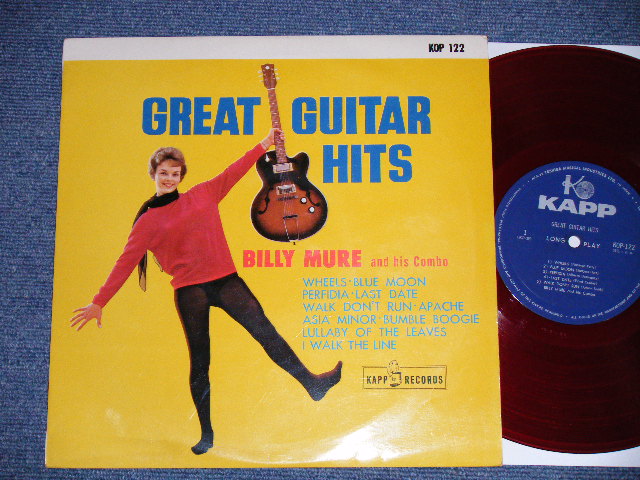 KOP 122
GREAT GUITAR
HITS
BILLY MURE and his Combo
WHEELS·BLUE MOON
PERFIDIA·LAST DATE
WALK DON'T RUN·APACHE
ASIA MINOR·BUMBLE BOOGIE
LULLABY OF THE LEAVES
I WALK THE LINE
KAPP RECORDS
KAPP
GREAT GUITAR HITS
1
LONG PLAY
KOP-122